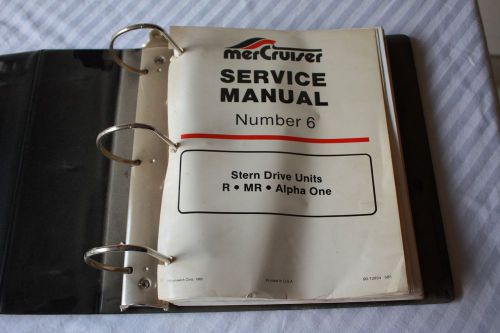 merCruiser
SERVICE
MANUAL
Number 6
Stern Drive Units
R • MR • Alpha One
Printed in U.S.A.